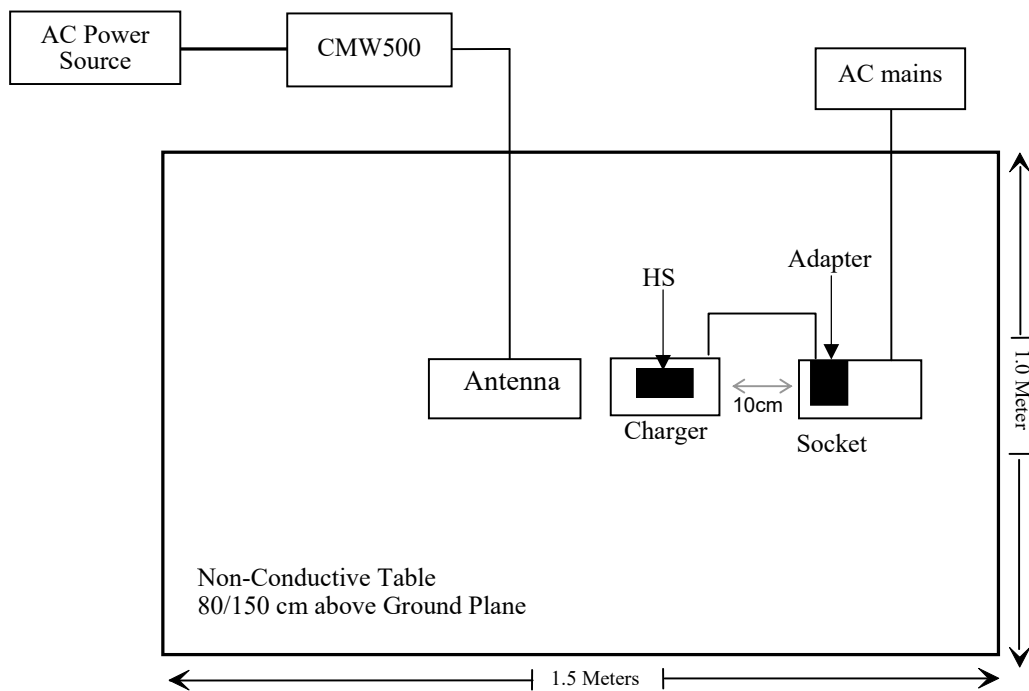 AC Power
Source
CMW500
AC mains
Adapter
HS
Antenna
10cm
Charger
Socket
1.0 Meter
Non-Conductive Table
80/150 cm above Ground Plane
1.5 Meters